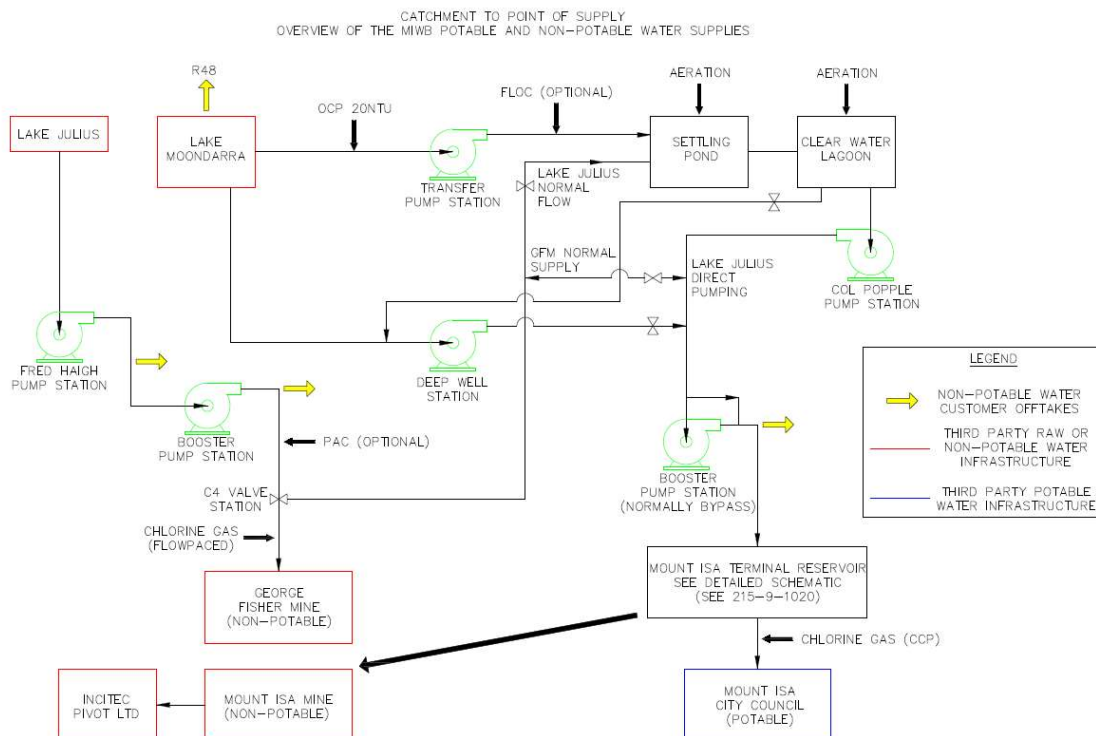 CATCHMENT TO POINT OF SUPPLY
OVERVIEW OF THE MIWB POTABLE AND NON-POTABLE WATER SUPPLIES
R48
AERATION
AERATION
FLOC (OPTIONAL)
OCP 20NTU
LAKE JULIUS
LAKE
MOONDARRA
SETTLING
POND
CLEAR WATER
LAGOON
TRANSFER
PUMP STATION
LAKE JULIUS
NORMAL
FLOW
GFM NORMAL
SUPPLY
LAKE JULIUS
DIRECT
PUMPING
COL POPPLE
PUMP STATION
FRED HAIGH
PUMP STATION
DEEP WELL
STATION
LEGEND
NON-POTABLE WATER
CUSTOMER OFFTAKES
THIRD PARTY RAW OR
NON-POTABLE WATER
INFRASTRUCTURE
THIRD PARTY POTABLE
WATER INFRASTRUCTURE
BOOSTER
PUMP STATION
PAC (OPTIONAL)
BOOSTER
PUMP STATION
(NORMALLY BYPASS)
C4 VALVE
STATION
CHLORINE GAS
(FLOWPACED)
GEORGE
FISHER MINE
(NON-POTABLE)
MOUNT ISA TERMINAL RESERVOIR
SEE DETAILED SCHEMATIC
(SEE 215-9-1020)
CHLORINE GAS (CCP)
INCITEC
PIVOT LTD
MOUNT ISA MINE
(NON-POTABLE)
MOUNT ISA
CITY COUNCIL
(POTABLE)